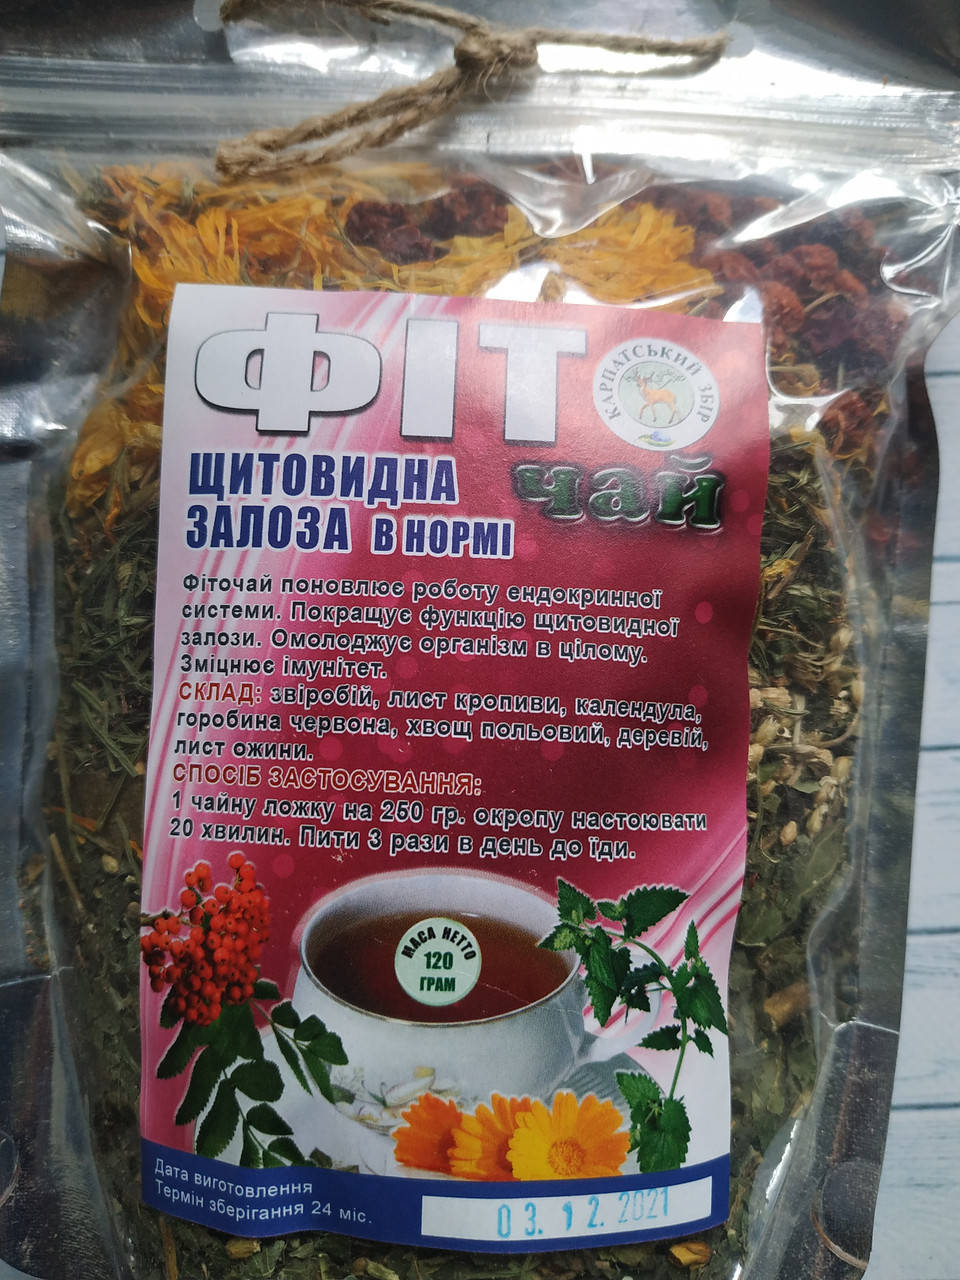 ФІТО
КАРПАТСЬКИЙ ЗБІР
чай
ЩИТОВИДНА
ЗАЛОЗА В НОРМІ
Фіточай поновлює роботу ендокринної
системи. Покращує функцію щитовидної
залози. Омолоджує організм в цілому.
Зміцнює імунітет.
СКЛАД: звіробій, лист кропиви, календула,
горобина червона, хвощ польовий, деревій,
лист ожини.
СПОСІБ ЗАСТОСУВАННЯ:
1 чайну ложку на 250 гр. окропу настоювати
20 хвилин. Пити 3 рази в день до їди.
МАСА НЕТТО
120
ГРАМ
Дата виготовлення
Термін зберігання 24 міс.
03.12.2021